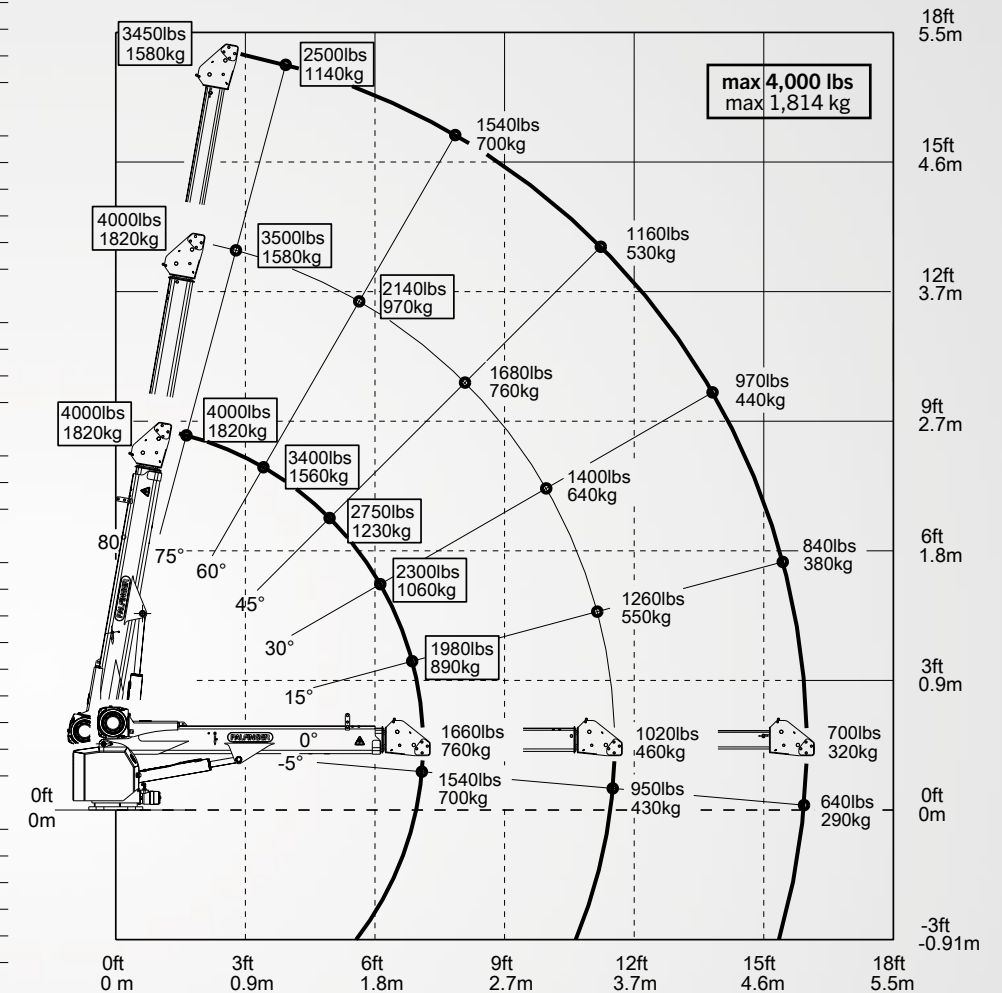 18ft
5.5m
3450lbs
1580kg
2500lbs
1140kg
max 4,000 lbs
max 1,814 kg
1540lbs
700kg
15ft
4.6m
4000lbs
1820kg
3500lbs
1580kg
1160lbs
530kg
2140lbs
970kg
12ft
3.7m
1680lbs
760kg
970lbs
440kg
4000lbs
1820kg
4000lbs
1820kg
9ft
2.7m
3400lbs
1560kg
1400lbs
640kg
2750lbs
1230kg
80
75°
60°
45°
30°
15°
2300lbs
1060kg
840lbs
380kg
6ft
1.8m
PALFINGER
1260lbs
550kg
1980lbs
890kg
3ft
0.9m
PALFINGER
0°
-5°
1660lbs
760kg
1020lbs
460kg
700lbs
320kg
1540lbs
700kg
950lbs
430kg
640lbs
290kg
0ft
0m
0ft
0m
-3ft
-0.91m
0ft
0 m
3ft
0.9m
6ft
1.8m
9ft
2.7m
12ft
3.7m
15ft
4.6m
18ft
5.5m